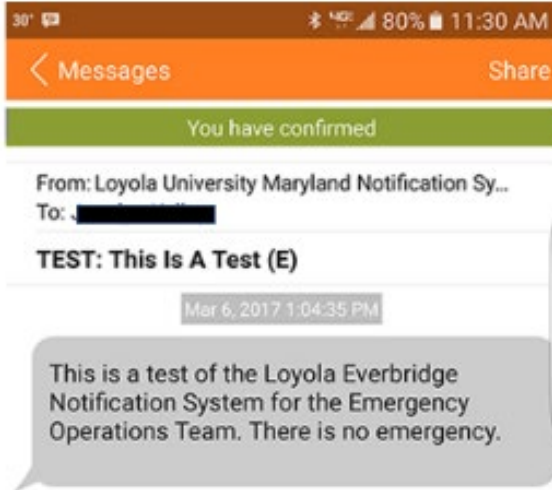 30° 80% 11:30 AM
Messages Share
You have confirmed
From: Loyola University Maryland Notification Sy...
To:
TEST: This Is A Test (E)
Mar 6, 2017 1:04:35 PM
This is a test of the Loyola Everbridge
Notification System for the Emergency
Operations Team. There is no emergency.